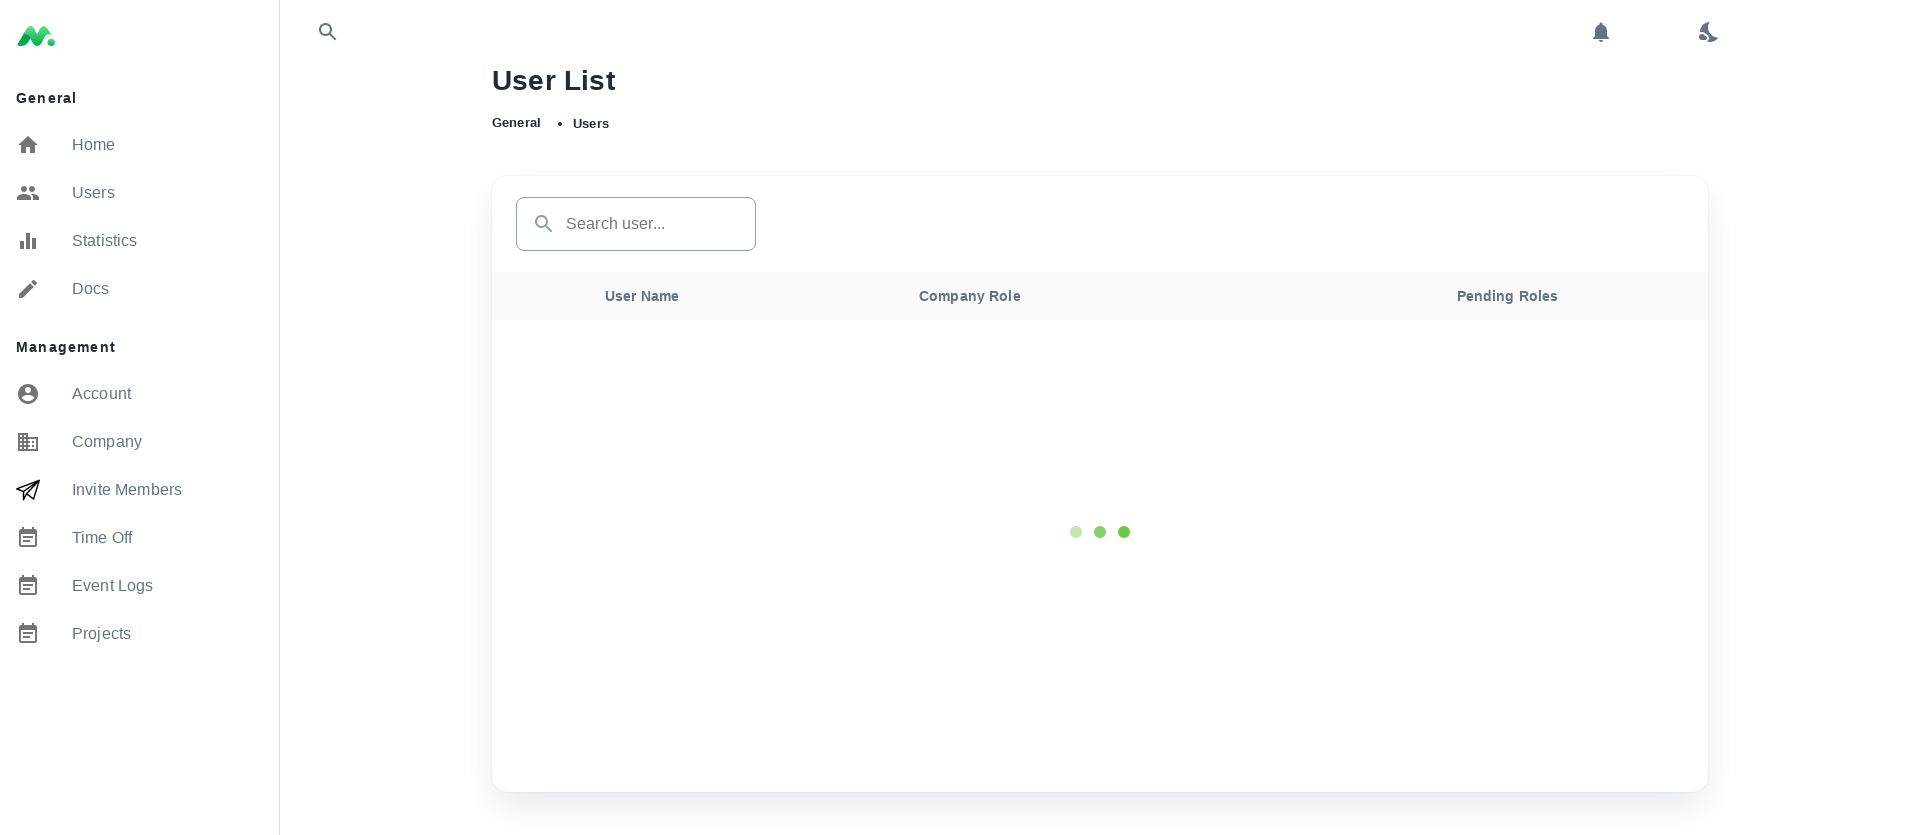 General
Home
Users
Statistics
Docs
Management
Account
Company
Invite Members
Time Off
Event Logs
Projects
User List
General • Users
Search user...
User Name Company Role Pending Roles